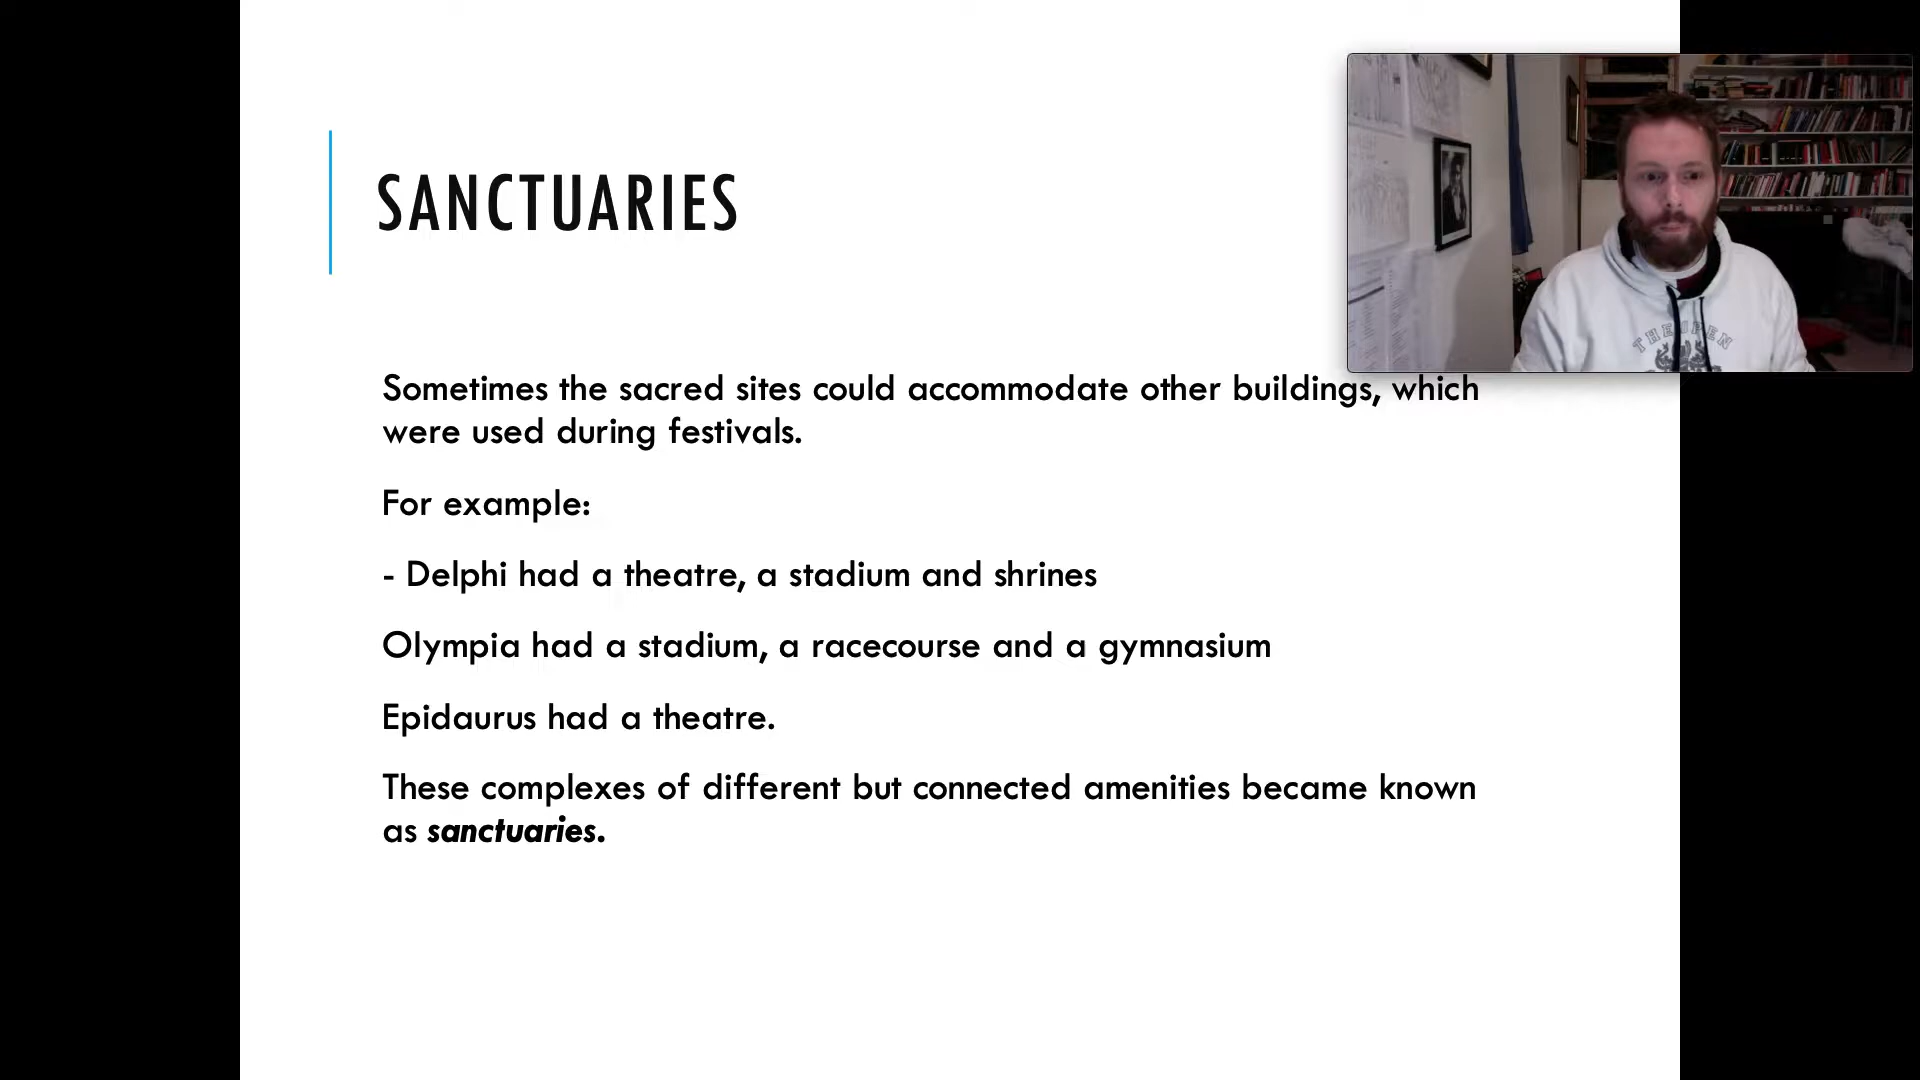 SANCTUARIES
Sometimes the sacred sites could accommodate other buildings, which
were used during festivals.
For example:
- Delphi had a theatre, a stadium and shrines
Olympia had a stadium, a racecourse and a gymnasium
Epidaurus had a theatre.
These complexes of different but connected amenities became known
as sanctuaries.